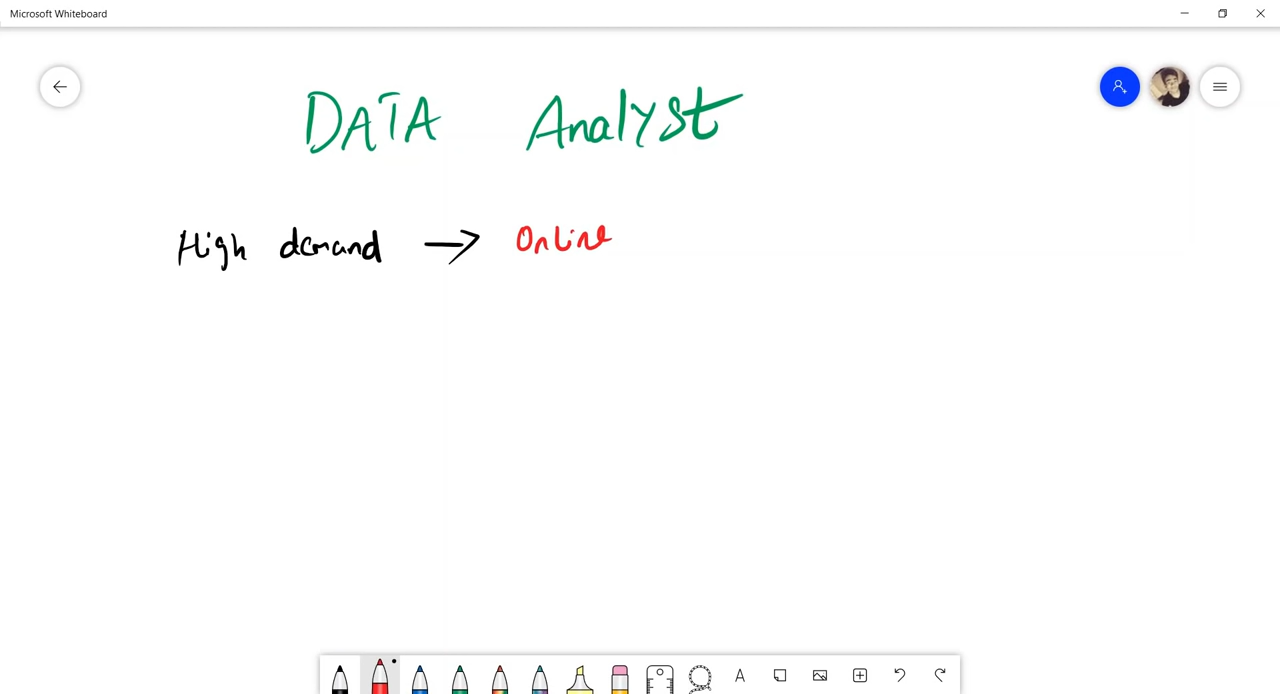 Microsoft Whiteboard
DATA Analyst
High demand → Online
A